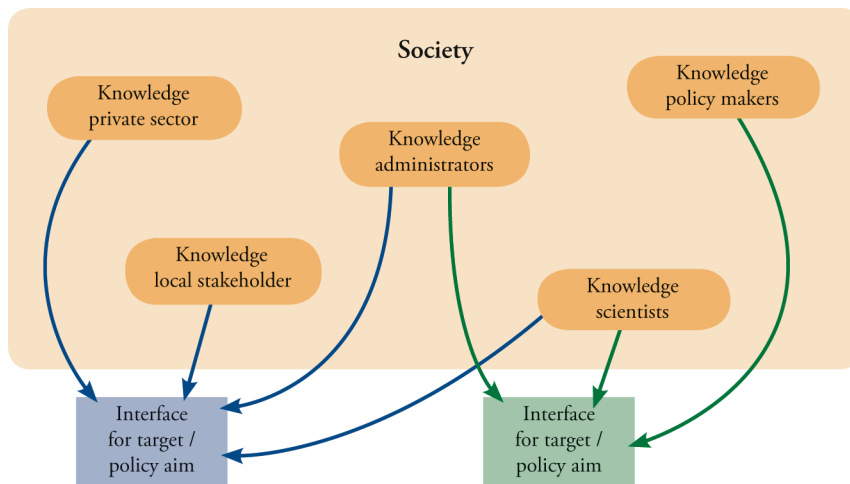 Society
Knowledge
private sector
Knowledge
policy makers
Knowledge
administrators
Knowledge
local stakeholder
Knowledge
scientists
Interface
for target /
policy aim
Interface
for target /
policy aim